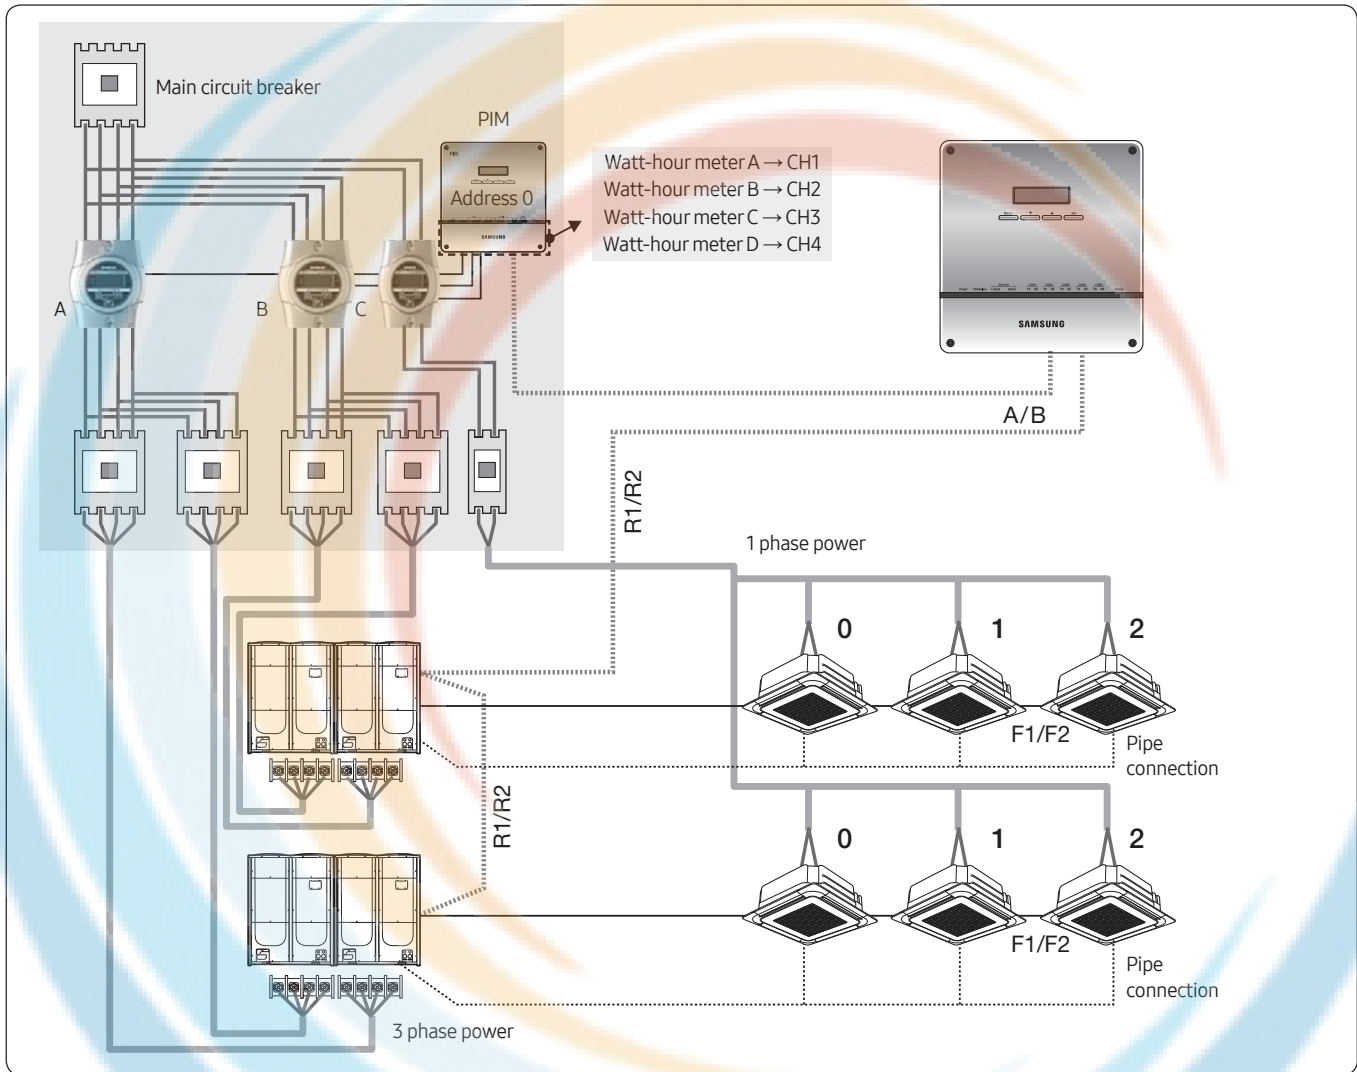 Main circuit breaker
PIM
PIM
Address 0
SAMSUNG
Watt-hour meter A → CH1
Watt-hour meter B → CH2
Watt-hour meter C → CH3
Watt-hour meter D → CH4
SAMSUNG
A
B
C
A/B
R1/R2
1 phase power
0
1
2
F1/F2
Pipe
connection
R1/R2
0
1
2
F1/F2
Pipe
connection
3 phase power